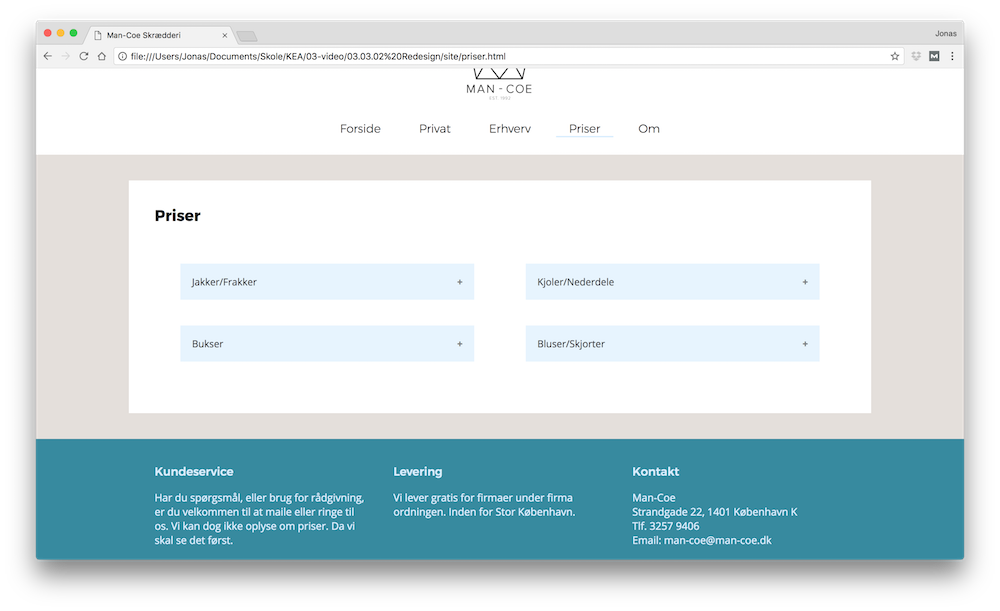 Man-Coe Skrædderi
Jonas
file:///Users/Jonas/Documents/Skole/KEA/03-video/03.03.02%20Redesign/site/priser.html
MAN - COE
EST. 1993
Forside Privat Erhverv Priser Om
Priser
Jakker/Frakker +
Kjoler/Nederdele +
Bukser +
Bluser/Skjorter +
Kundeservice
Har du spørgsmål, eller brug for rådgivning,
er du velkommen til at maile eller ringe til
os. Vi kan dog ikke oplyse om priser. Da vi
skal se det først.
Levering
Vi lever gratis for firmaer under firma
ordningen. Inden for Stor København.
Kontakt
Man-Coe
Strandgade 22, 1401 København K
Tlf. 3257 9406
Email: man-coe@man-coe.dk